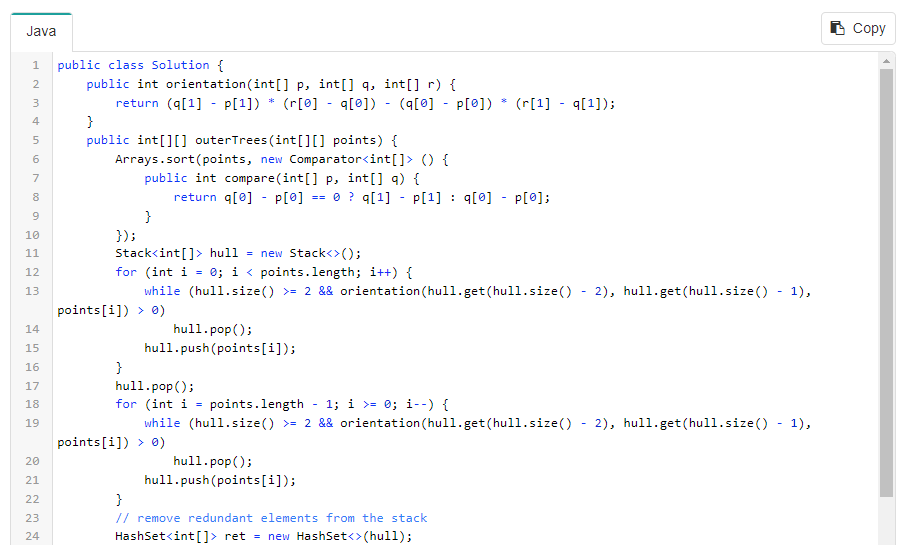 Java
Copy
1 public class Solution {
2 public int orientation(int[] p, int[] q, int[] r) {
3 return (q[1] - p[1]) * (r[0] - q[0]) - (q[0] - p[0]) * (r[1] - q[1]);
4 }
5 public int[][] outerTrees(int[][] points) {
6 Arrays.sort(points, new Comparator<int[]> () {
7 public int compare(int[] p, int[] q) {
8 return q[0] - p[0] == 0 ? q[1] - p[1] : q[0] - p[0];
9 }
10 });
11 Stack<int[]> hull = new Stack<>();
12 for (int i = 0; i < points.length; i++) {
13 while (hull.size() >= 2 && orientation(hull.get(hull.size() - 2), hull.get(hull.size() - 1),
points[i]) > 0)
14 hull.pop();
15 hull.push(points[i]);
16 }
17 hull.pop();
18 for (int i = points.length - 1; i >= 0; i--) {
19 while (hull.size() >= 2 && orientation(hull.get(hull.size() - 2), hull.get(hull.size() - 1),
points[i]) > 0)
20 hull.pop();
21 hull.push(points[i]);
22 }
23 // remove redundant elements from the stack
24 HashSet<int[]> ret = new HashSet<>(hull);